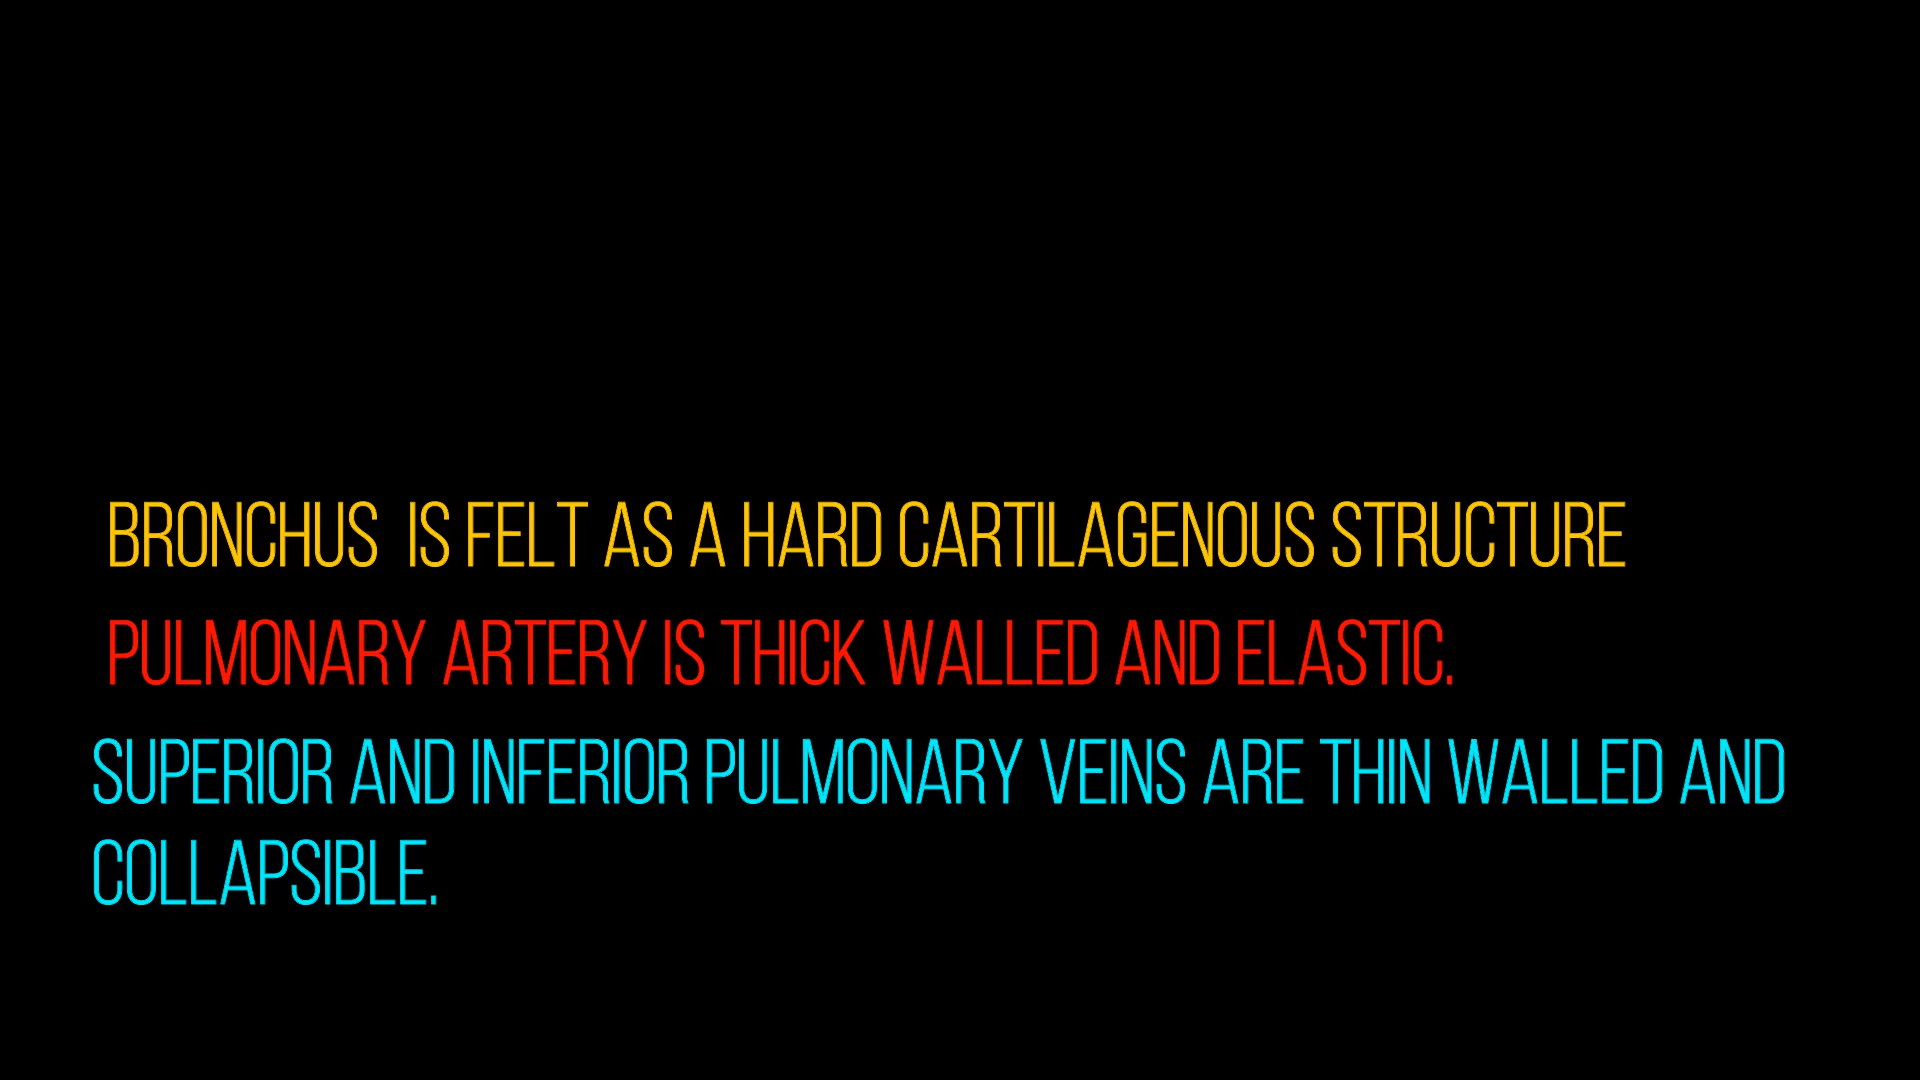 BRONCHUS  IS FELT AS A HARD CARTILAGENOUS STRUCTURE
PULMONARY ARTERY IS THICK WALLED AND ELASTIC.
SUPERIOR AND INFERIOR PULMONARY VEINS ARE THIN WALLED AND
COLLAPSIBLE.